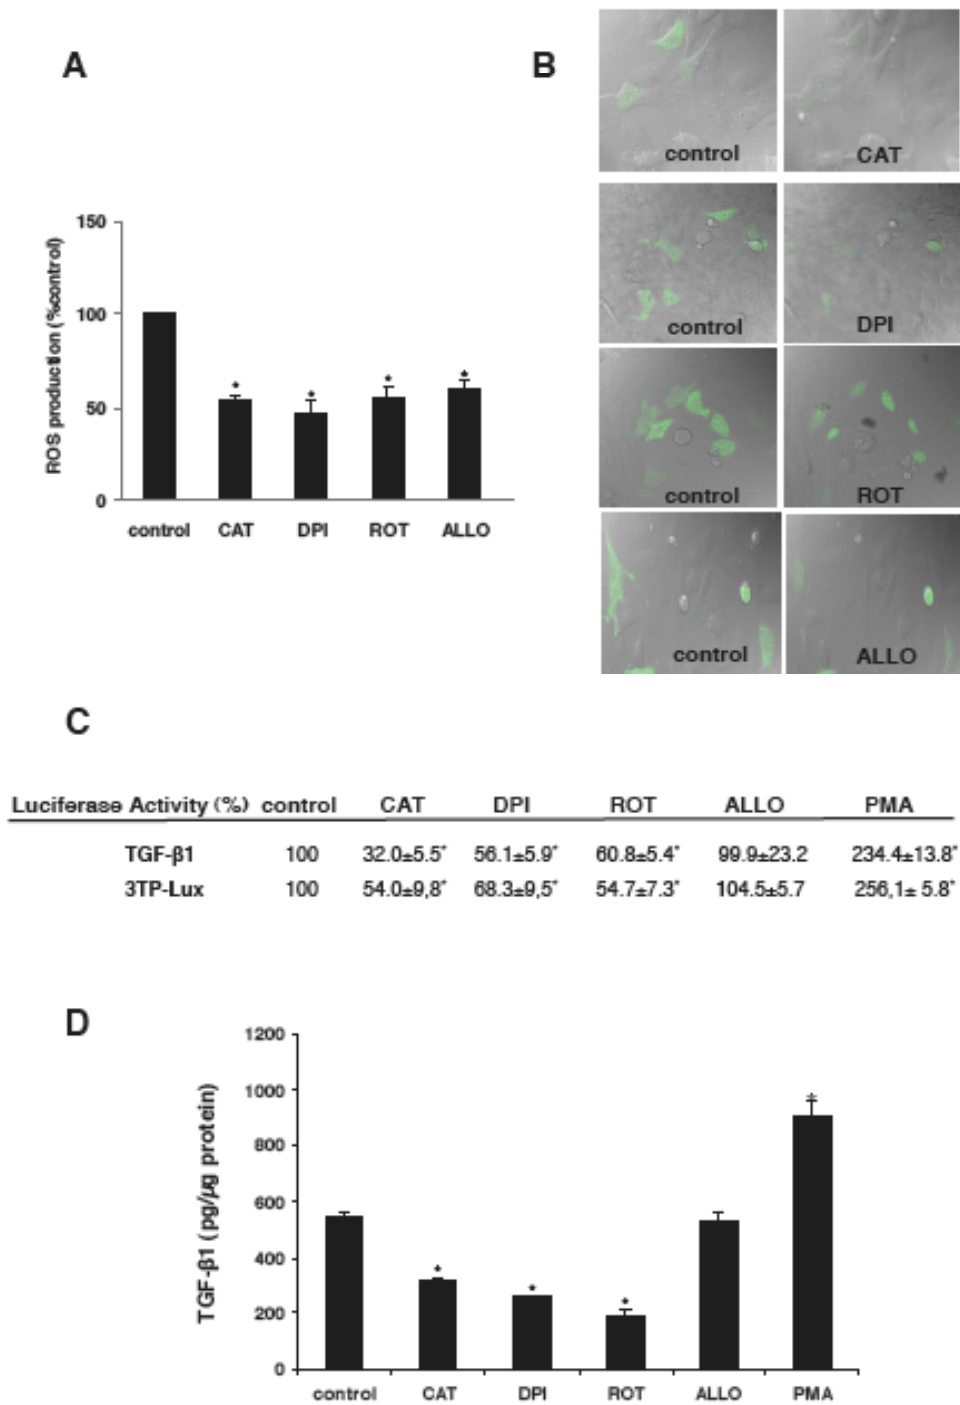 A
B
control
CAT
control
DPI
control
ROT
control
ALLO
ROS production (%control)
150
100
50
0
*
*
*
*
control CAT DPI ROT ALLO
C
Luciferase Activity (%) control CAT DPI ROT ALLO PMA
TGF-β1 100 32.0±5.5* 56.1±5.9* 60.8±5.4* 99.9±23.2 234.4±13.8*
3TP-Lux 100 54.0±9,8* 68.3±9,5* 54.7±7.3* 104.5±5.7 256,1± 5.8*
D
TGF-β1 (pg/µg protein)
1200
1000
800
600
400
200
0
*
*
*
*
control CAT DPI ROT ALLO PMA